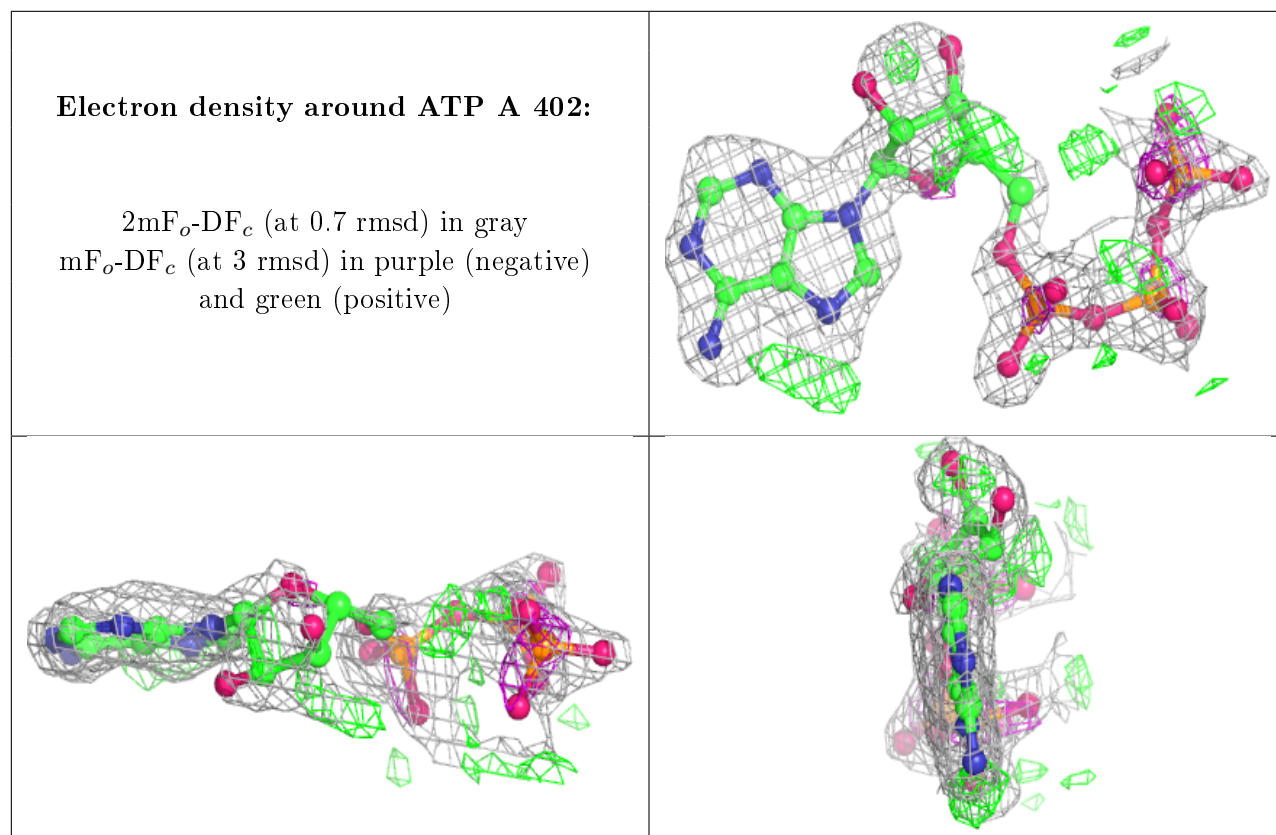 Electron density around ATP A 402:
2mFₒ-DF𝒸 (at 0.7 rmsd) in gray
mFₒ-DF𝒸 (at 3 rmsd) in purple (negative)
and green (positive)